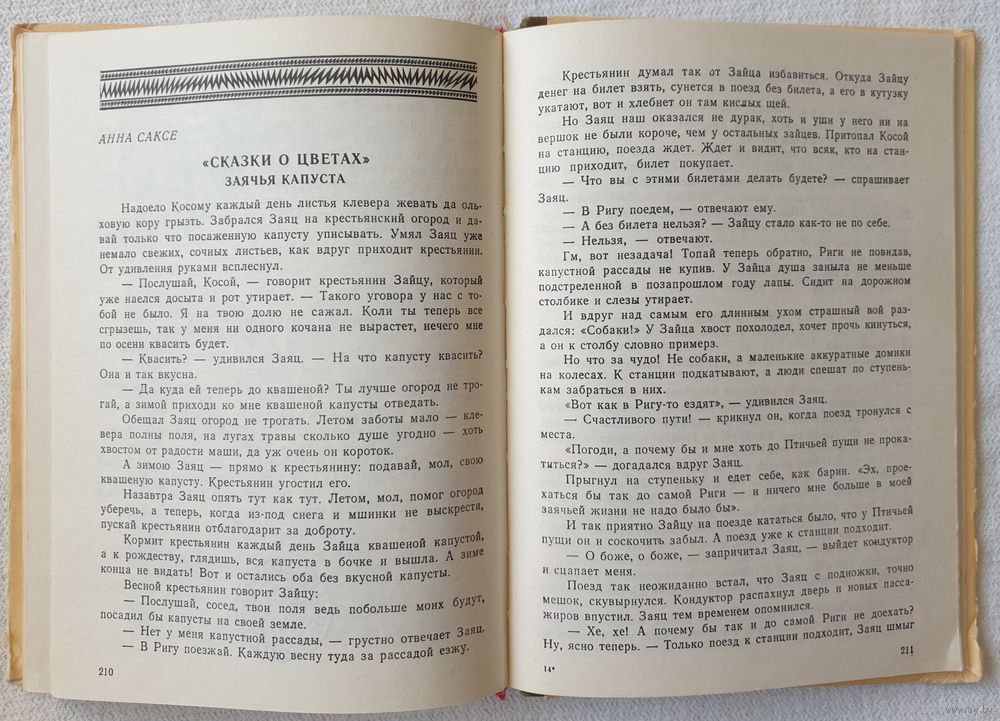 АННА САКСЕ
«СКАЗКИ О ЦВЕТАХ»
ЗАЯЧЬЯ КАПУСТА
Надоело Косому каждый день листья клевера жевать да оль-
ховую кору грызть. Забрался Заяц на крестьянский огород и да-
вай только что посаженную капусту уписывать. Умял Заяц уже
немало свежих, сочных листьев, как вдруг приходит крестьянин.
От удивления руками всплеснул.
— Послушай, Косой, — говорит крестьянин Зайцу, который
уже наелся досыта и рот утирает. — Такого уговора у нас с то-
бой не было. Я на твою долю не сажал. Коли ты теперь все
сгрызешь, так у меня ни одного кочана не вырастет, нечего мне
по осени квасить будет.
— Квасить? — удивился Заяц. — На что капусту квасить?
Она и так вкусна.
— Да куда ей теперь до квашеной? Ты лучше огород не тро-
гай, а зимой приходи ко мне квашеной капусты отведать.
Обещал Заяц огород не трогать. Летом заботы мало — кле-
вера полны поля, на лугах травы сколько душе угодно — хоть
хвостом от радости маши, да уж очень он короток.
А зимою Заяц — прямо к крестьянину: подавай, мол, свою
квашеную капусту. Крестьянин угостил его.
Назавтра Заяц опять тут как тут. Летом, мол, помог огород
уберечь, а теперь, когда из-под снега и мшинки не выскрести,
пускай крестьянин отблагодарит за доброту.
Кормит крестьянин каждый день Зайца квашеной капустой,
а к рождеству, глядишь, вся капуста в бочке и вышла. А зиме
конца не видать! Вот и остались оба без вкусной капусты.
Весной крестьянин говорит Зайцу:
— Послушай, сосед, твои поля ведь побольше моих будут,
посадил бы капусты на своей земле.
— Нет у меня капустной рассады, — грустно отвечает Заяц.
— В Ригу поезжай. Каждую весну туда за рассадой езжу.
210
Крестьянин думал так от Зайца избавиться. Откуда Зайцу
денег на билет взять, сунется в поезд без билета, а его в кутузку
укатают, вот и хлебнет он там кислых щей.
Но Заяц наш оказался не дурак, хоть и уши у него ни на
вершок не были короче, чем у остальных зайцев. Притопал Косой
на станцию, поезда ждет. Ждет и видит, что всяк, кто на стан-
цию приходит, билет покупает.
— Что вы с этими билетами делать будете? — спрашивает
Заяц.
— В Ригу поедем, — отвечают ему.
— А без билета нельзя? — Зайцу стало как-то не по себе.
— Нельзя, — отвечают.
Гм, вот незадача! Топай теперь обратно, Риги не повидав,
капустной рассады не купив. У Зайца душа заныла не меньше
подстреленной в позапрошлом году лапы. Сидит на дорожном
столбике и слезы утирает.
И вдруг над самым его длинным ухом страшный вой раз-
дался: «Собаки!» У Зайца хвост похолодел, хочет прочь кинуться,
а он к столбу словно примерз.
Но что за чудо! Не собаки, а маленькие аккуратные домики
на колесах. К станции подкатывают, а люди спешат по ступень-
кам забраться в них.
«Вот как в Ригу-то ездят», — удивился Заяц.
— Счастливого пути! — крикнул он, когда поезд тронулся с
места.
«Погоди, а почему бы и мне хоть до Птичьей пущи не прока-
титься?» — догадался вдруг Заяц.
Прыгнул на ступеньку и едет себе, как барин. «Эх, прое-
хаться бы так до самой Риги — и ничего мне больше в моей
заячьей жизни не надо было бы».
И так приятно Зайцу на поезде кататься было, что у Птичьей
пущи он и соскочить забыл. А поезд уже к станции подходит.
— О боже, о боже, — запричитал Заяц, — выйдет кондуктор
и сцапает меня.
Поезд так неожиданно встал, что Заяц с подножки, точно
мешок, скувырнулся. Кондуктор распахнул дверь и новых пасса-
жиров впустил. Заяц тем временем опомнился.
— Хе, хе! А почему бы так и до самой Риги не доехать?
Ну, ясно теперь. — Только поезд к станции подходит, Заяц шмыг
14*
211
www.ay.by